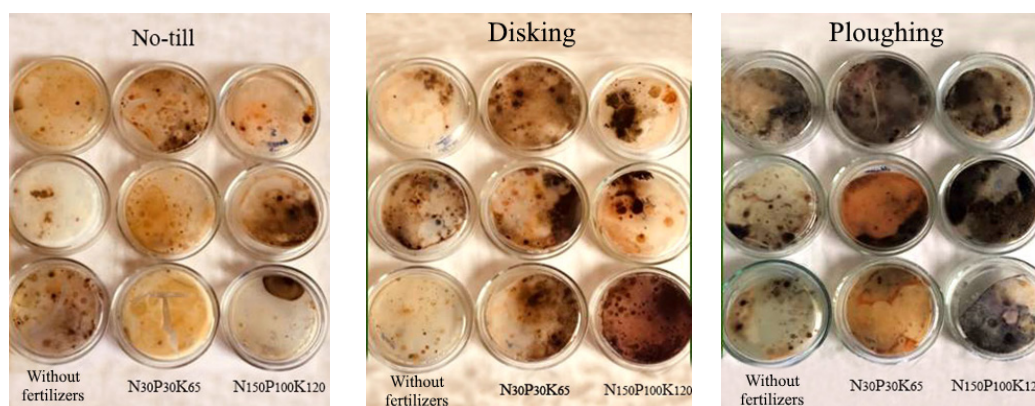 No-till
Disking
Ploughing
Without
fertilizers
N30P30K65
N150P100K120
Without
fertilizers
N30P30K65
N150P100K120
Without
fertilizers
N30P30K65
N150P100K12